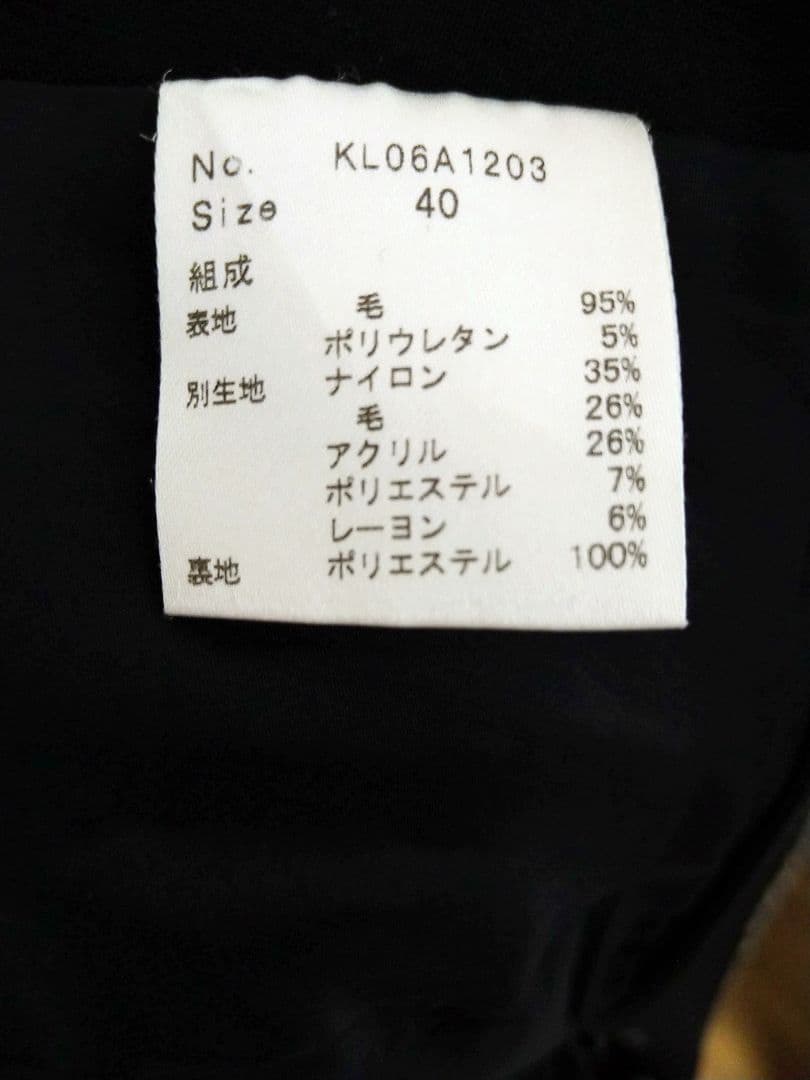 No. KL06A1203
Size 40
組成
表地 毛 95%
ポリウレタン 5%
別生地 ナイロン 35%
毛 26%
アクリル 26%
ポリエステル 7%
レーヨン 6%
裏地 ポリエステル 100%